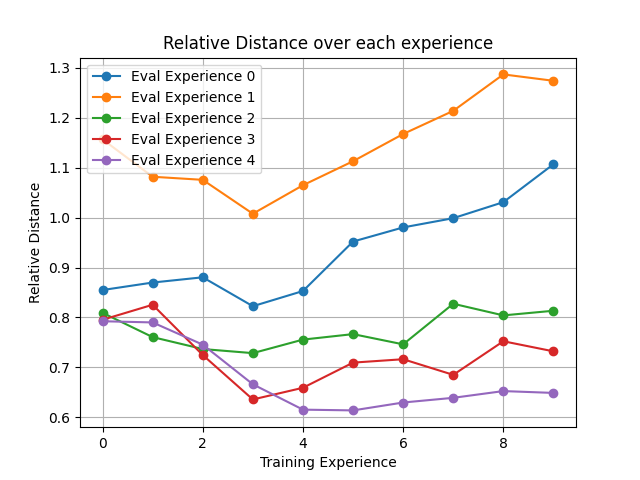 Relative Distance over each experience
Eval Experience 0
Eval Experience 1
Eval Experience 2
Eval Experience 3
Eval Experience 4
Relative Distance
1.3
1.2
1.1
1.0
0.9
0.8
0.7
0.6
0 2 4 6 8
Training Experience